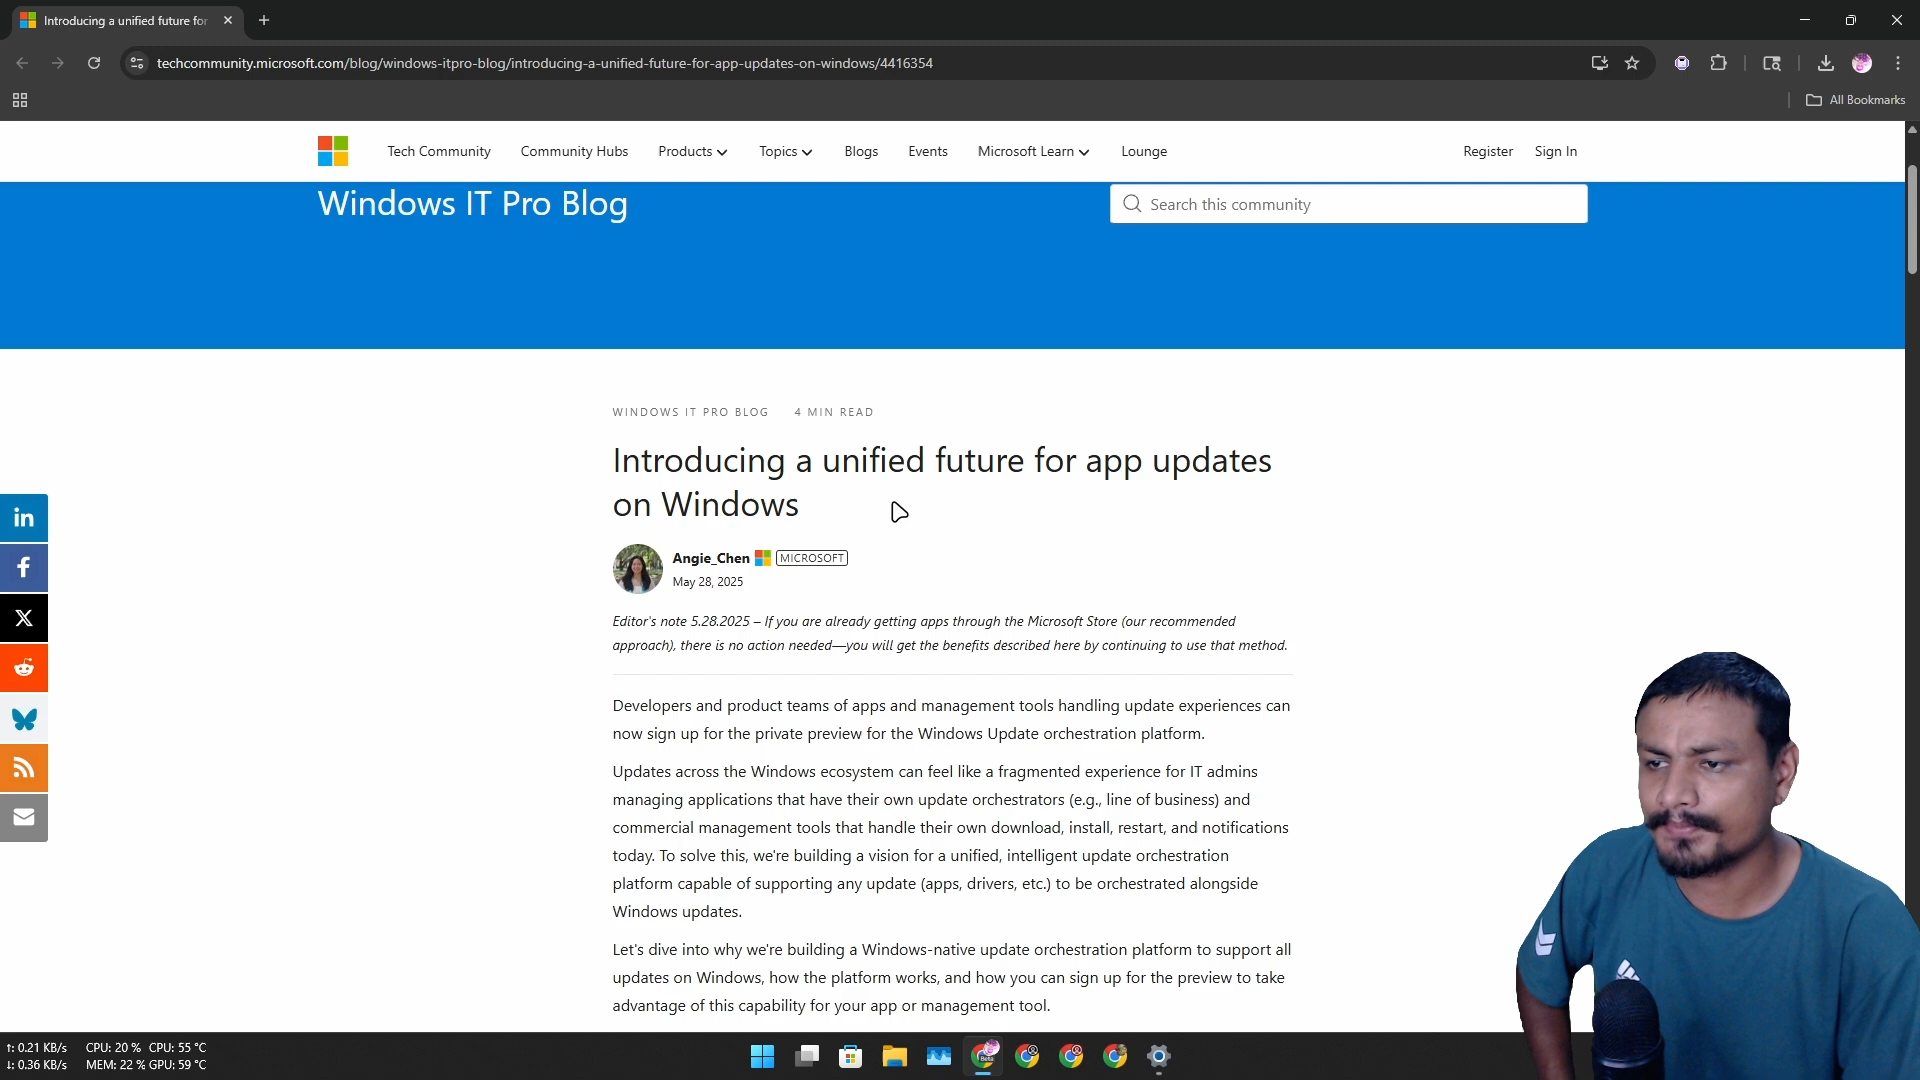 Introducing a unified future for
techcommunity.microsoft.com/blog/windows-itpro-blog/introducing-a-unified-future-for-app-updates-on-windows/4416354
All Bookmarks
Tech Community Community Hubs Products Topics Blogs Events Microsoft Learn Lounge Register Sign In
Windows IT Pro Blog
Search this community
WINDOWS IT PRO BLOG 4 MIN READ
Introducing a unified future for app updates
on Windows
Angie_Chen MICROSOFT
May 28, 2025
Editor's note 5.28.2025 – If you are already getting apps through the Microsoft Store (our recommended
approach), there is no action needed—you will get the benefits described here by continuing to use that method.
Developers and product teams of apps and management tools handling update experiences can
now sign up for the private preview for the Windows Update orchestration platform.
Updates across the Windows ecosystem can feel like a fragmented experience for IT admins
managing applications that have their own update orchestrators (e.g., line of business) and
commercial management tools that handle their own download, install, restart, and notifications
today. To solve this, we're building a vision for a unified, intelligent update orchestration
platform capable of supporting any update (apps, drivers, etc.) to be orchestrated alongside
Windows updates.
Let's dive into why we're building a Windows-native update orchestration platform to support all
updates on Windows, how the platform works, and how you can sign up for the preview to take
advantage of this capability for your app or management tool.
↑: 0.21 KB/s CPU: 20 % CPU: 55 °C
↓: 0.36 KB/s MEM: 22 % GPU: 59 °C
Beta